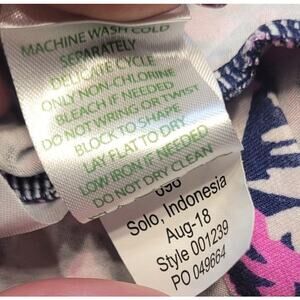 MACHINE WASH COLD
SEPARATELY
DELICATE CYCLE
ONLY NON-CHLORINE
BLEACH IF NEEDED
DO NOT WRING OR TWIST
BLOCK TO SHAPE
LAY FLAT TO DRY
LOW IRON IF NEEDED
DO NOT DRY CLEAN
Solo, Indonesia
Aug-18
Style 001239
PO 049664